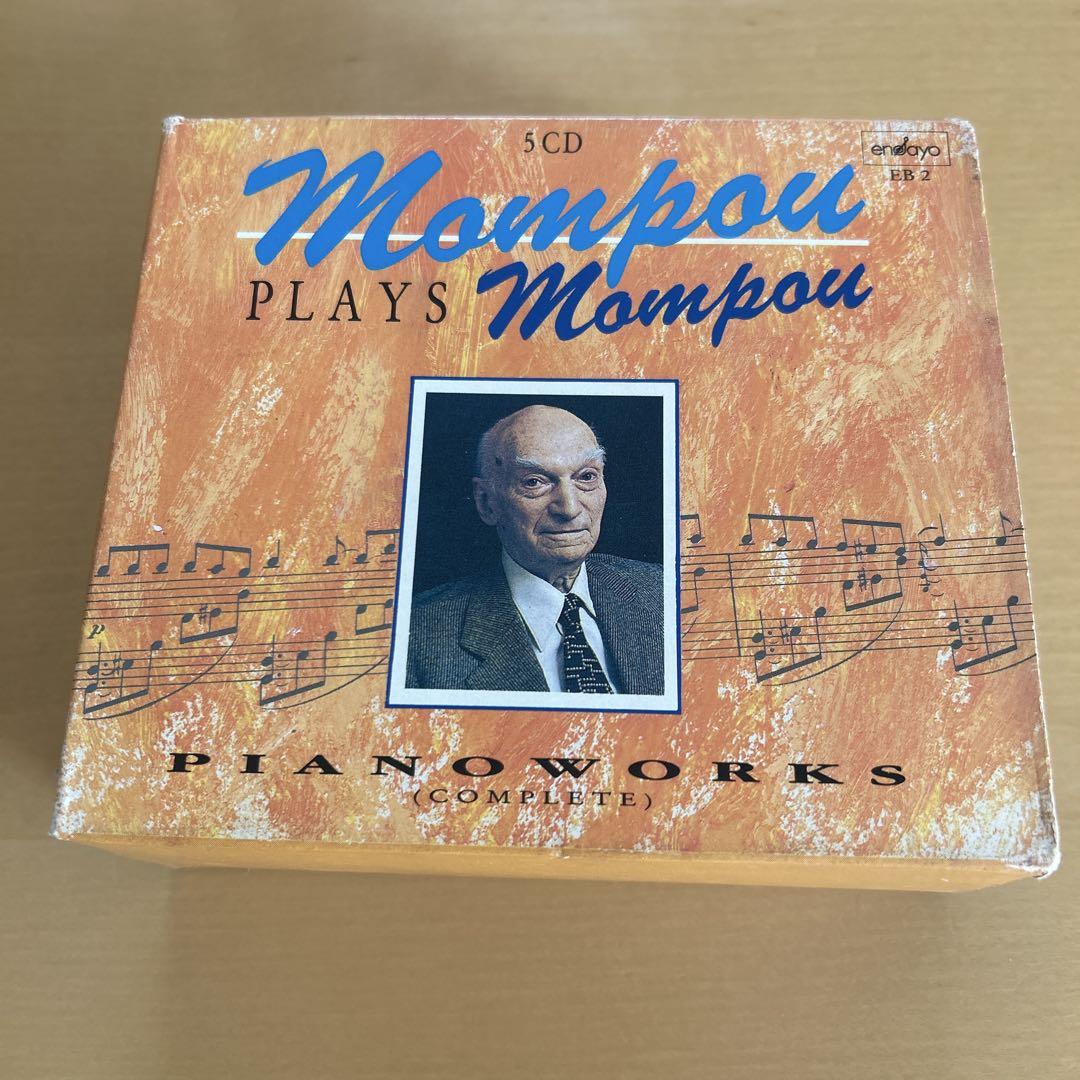 5 CD
ensayo
EB 2
Mompou
PLAYS Mompou
p
PIANOWORKS
(COMPLETE)